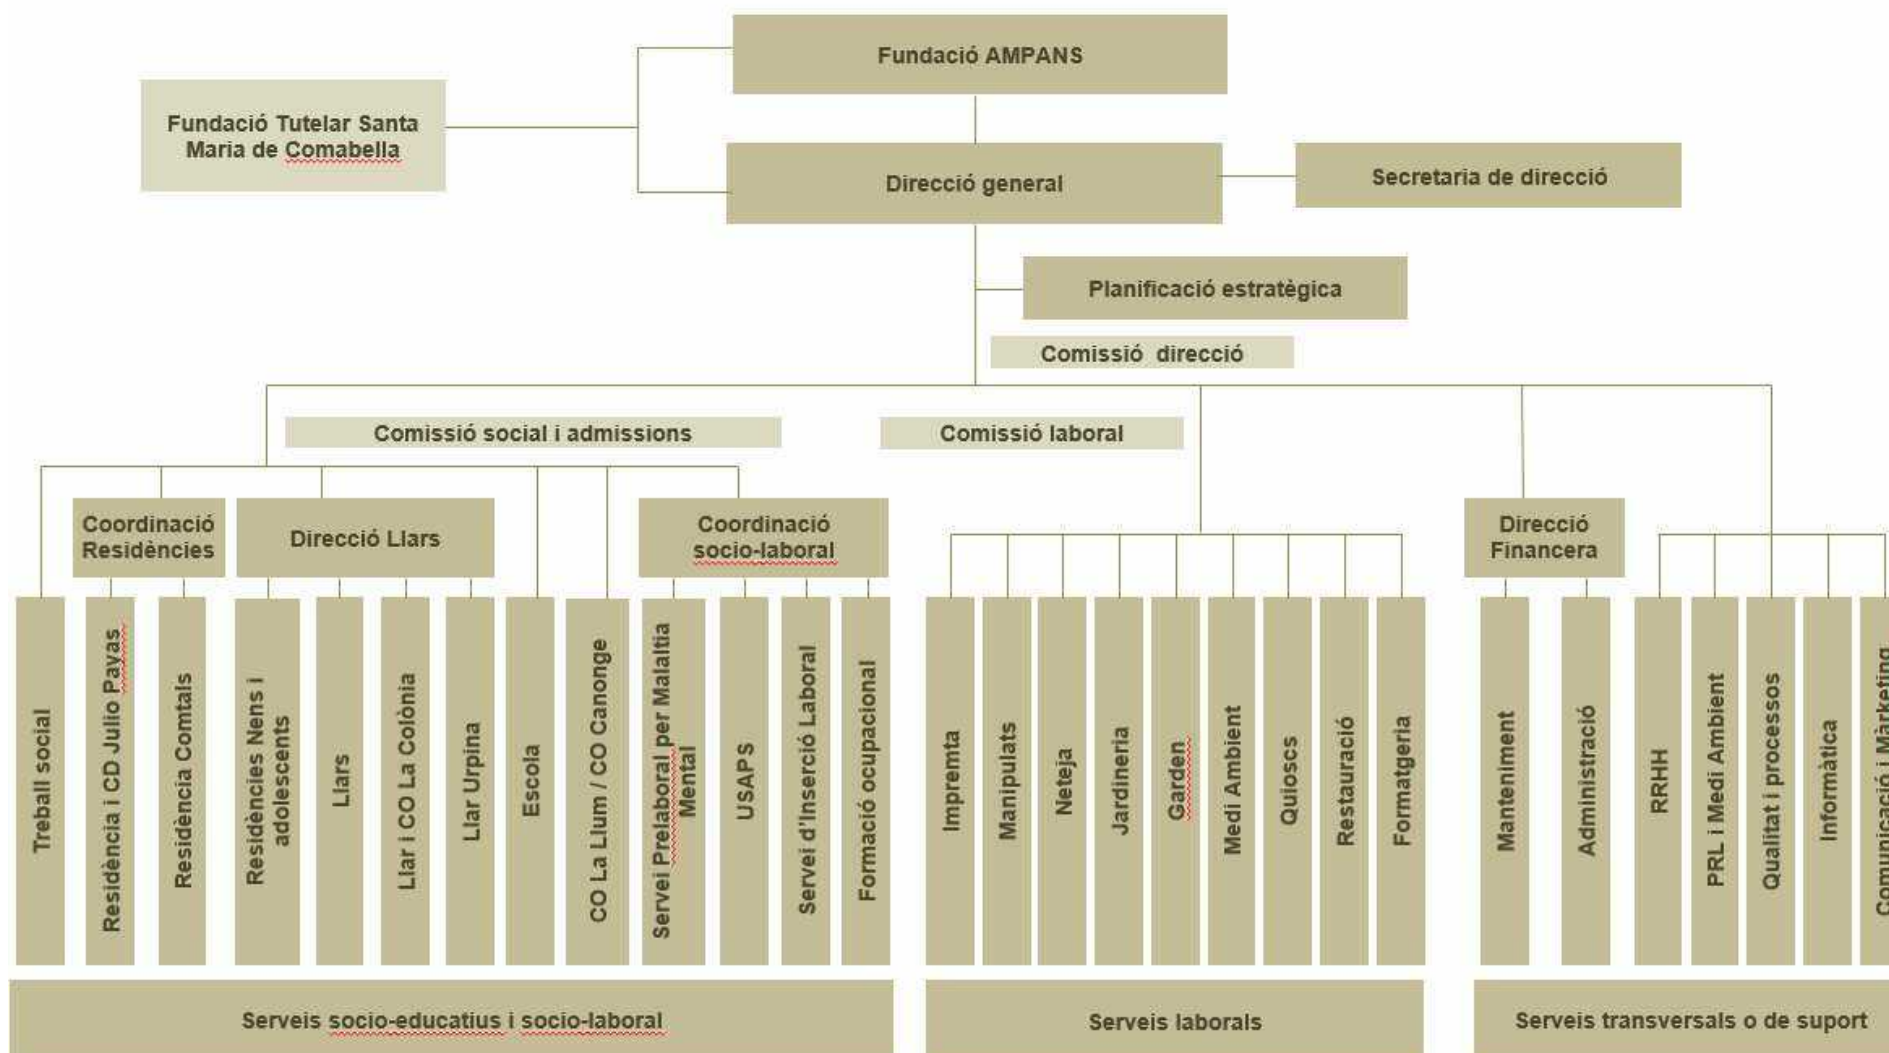 Fundació AMPANS
Fundació Tutelar Santa
Maria de Comabella
Direcció general
Secretaria de direcció
Planificació estratègica
Comissió direcció
Comissió social i admissions
Comissió laboral
Coordinació
Residències
Direcció Llars
Coordinació
socio-laboral
Direcció
Financera
Treball social
Residència i CD Julio Payas
Residència Comtals
Residències Nens i
adolescents
Llars
Llar i CO La Colònia
Llar Urpina
Escola
CO La Llum / CO Canonge
Servei Prelaboral per Malaltia
Mental
USAPS
Servei d'Inserció Laboral
Formació ocupacional
Impremta
Manipulats
Neteja
Jardineria
Garden
Medi Ambient
Quioscs
Restauració
Formatgeria
Manteniment
Administració
RRHH
PRL i Medi Ambient
Qualitat i processos
Informàtica
Comunicació i Màrketing
Serveis socio-educatius i socio-laboral
Serveis laborals
Serveis transversals o de suport